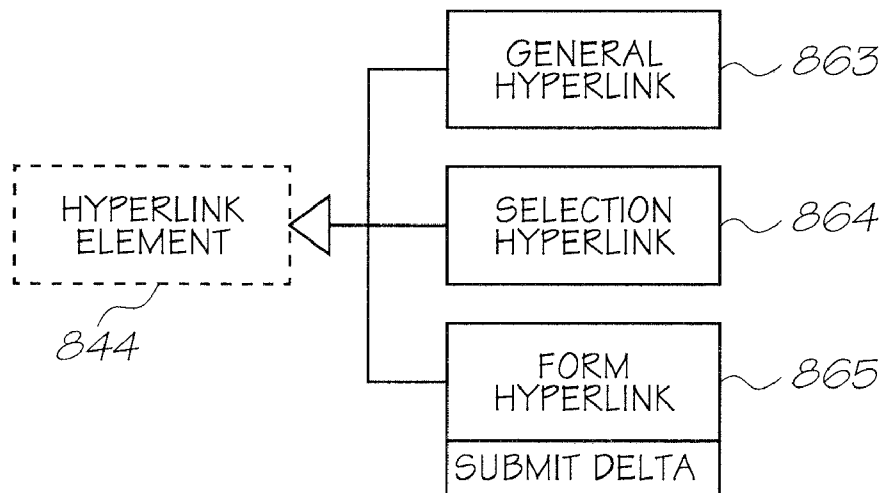 GENERAL
HYPERLINK
863
HYPERLINK
ELEMENT
844
SELECTION
HYPERLINK
864
FORM
HYPERLINK
865
SUBMIT DELTA